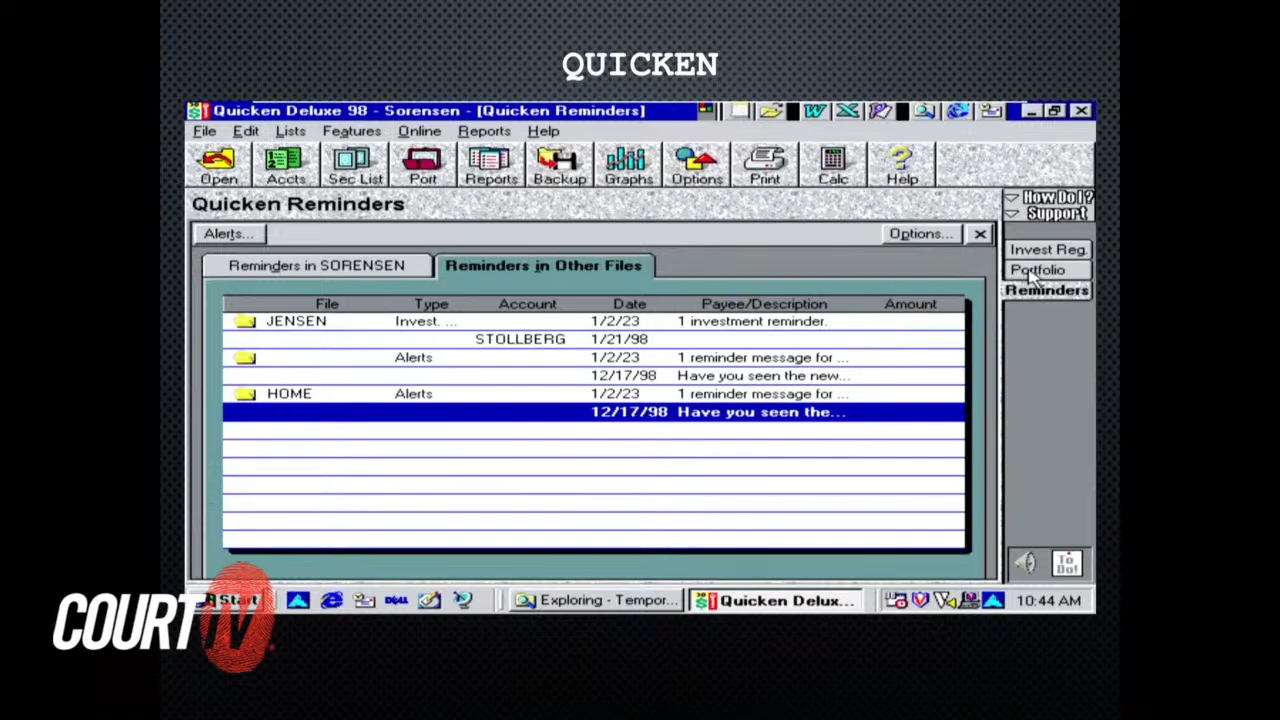 QUICKEN
Quicken Deluxe 98 - Sorensen - [Quicken Reminders]
File Edit Lists Features Online Reports Help
Open Accts Sec List Port Reports Backup Graphs Options Print Calc Help
Quicken Reminders
How Do I?
Support
Alerts... Options...
Invest Reg.
Portfolio
Reminders
Reminders in SORENSEN Reminders in Other Files
File Type Account Date Payee/Description Amount
JENSEN Invest. ... 1/2/23 1 investment reminder.
STOLLBERG 1/21/98
Alerts 1/2/23 1 reminder message for ...
12/17/98 Have you seen the new...
HOME Alerts 1/2/23 1 reminder message for ...
12/17/98 Have you seen the...
To Do!
Start Exploring - Tempor... Quicken Delux... 10:44 AM
COURT TV